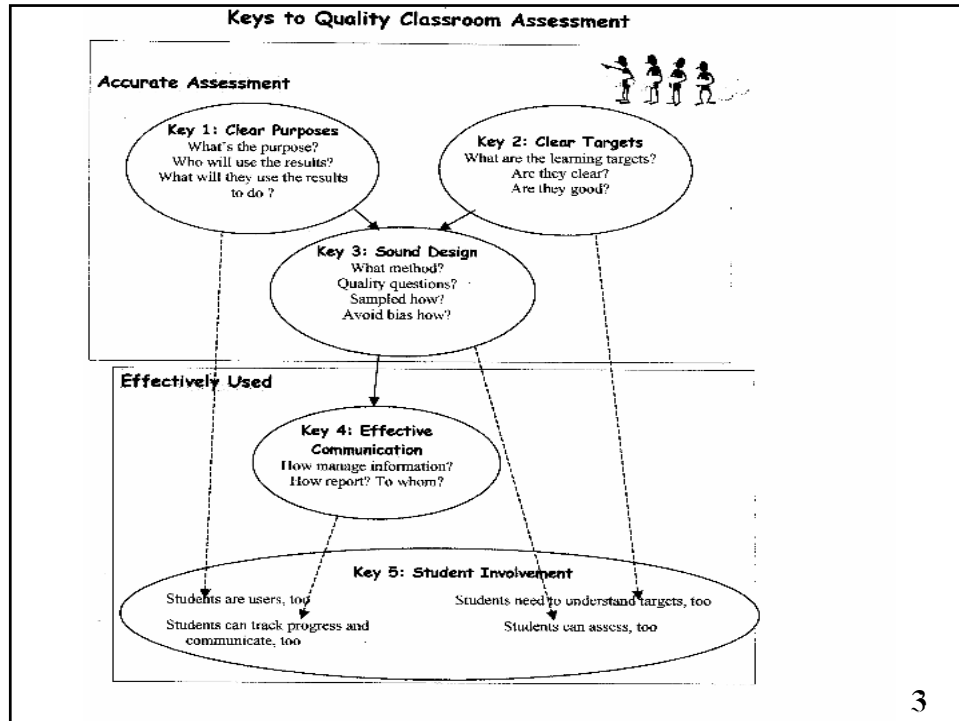 Keys to Quality Classroom Assessment
Accurate Assessment
Key 1: Clear Purposes
What's the purpose?
Who will use the results?
What will they use the results
to do ?
Key 2: Clear Targets
What are the learning targets?
Are they clear?
Are they good?
Key 3: Sound Design
What method?
Quality questions?
Sampled how?
Avoid bias how?
Effectively Used
Key 4: Effective
Communication
How manage information?
How report? To whom?
Key 5: Student Involvement
Students are users, too
Students can track progress and
communicate, too
Students need to understand targets, too
Students can assess, too
3